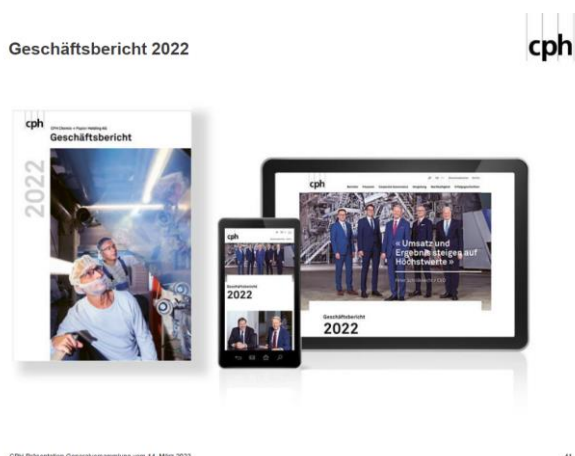 Geschäftsbericht 2022
cph
cph
CPH Chemie + Papier Holding AG
Geschäftsbericht
2022
cph
Geschäftsbericht
2022
cph
« Umsatz und
Ergebnis steigen auf
Höchstwerte »
Geschäftsbericht
2022